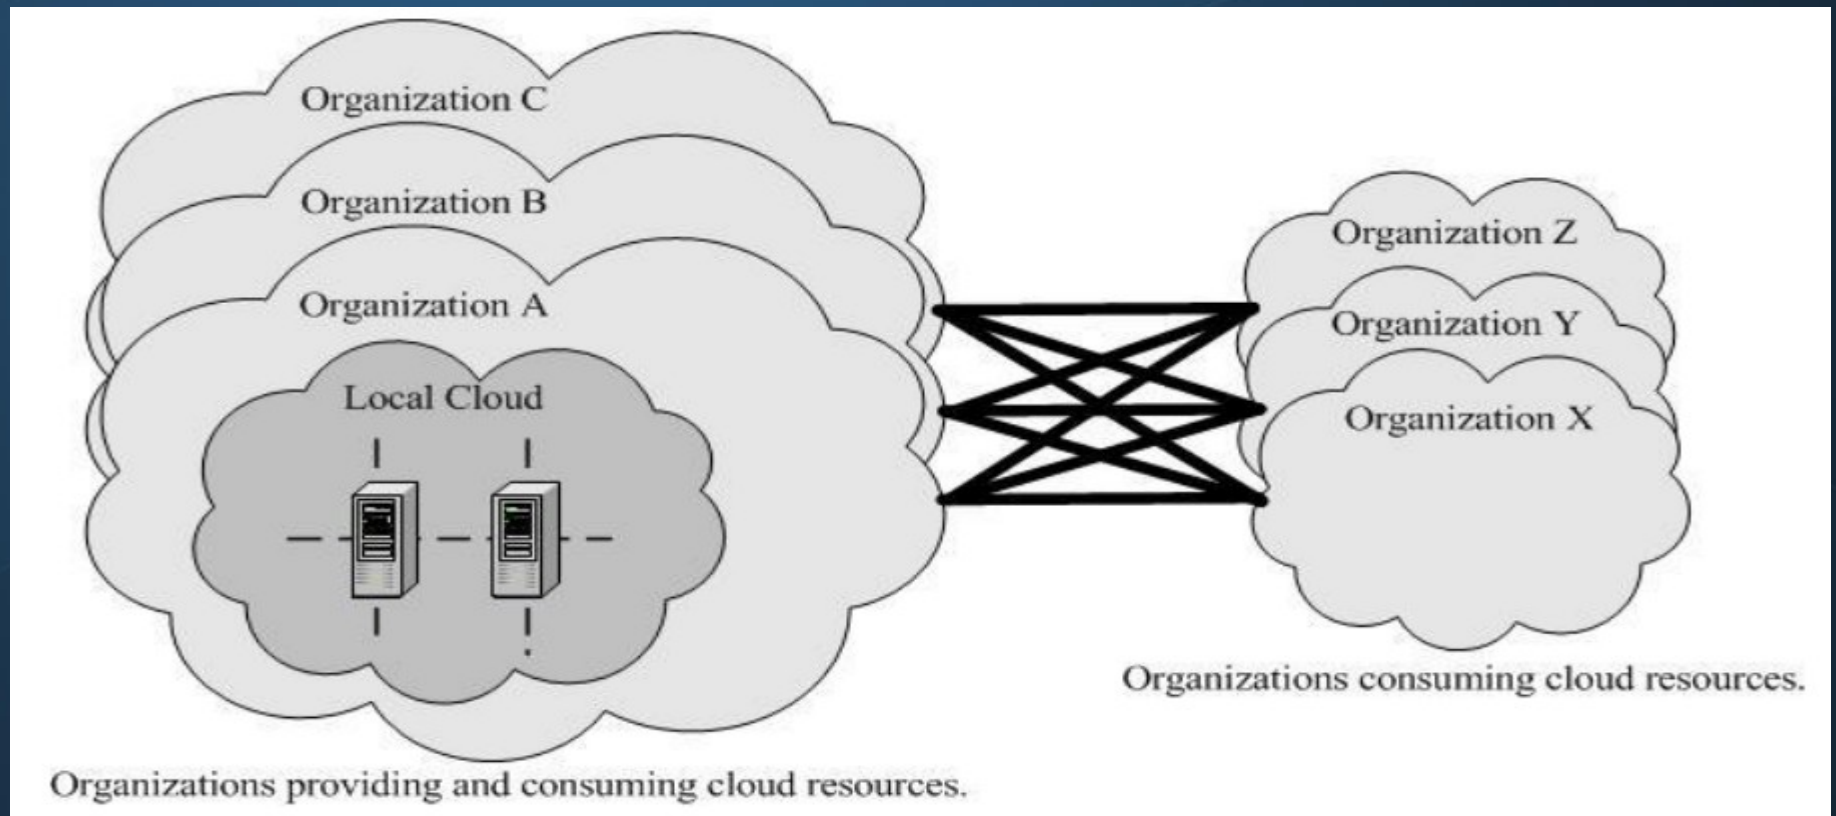 Organization C
Organization B
Organization A
Local Cloud
Organizations providing and consuming cloud resources.
Organization Z
Organization Y
Organization X
Organizations consuming cloud resources.